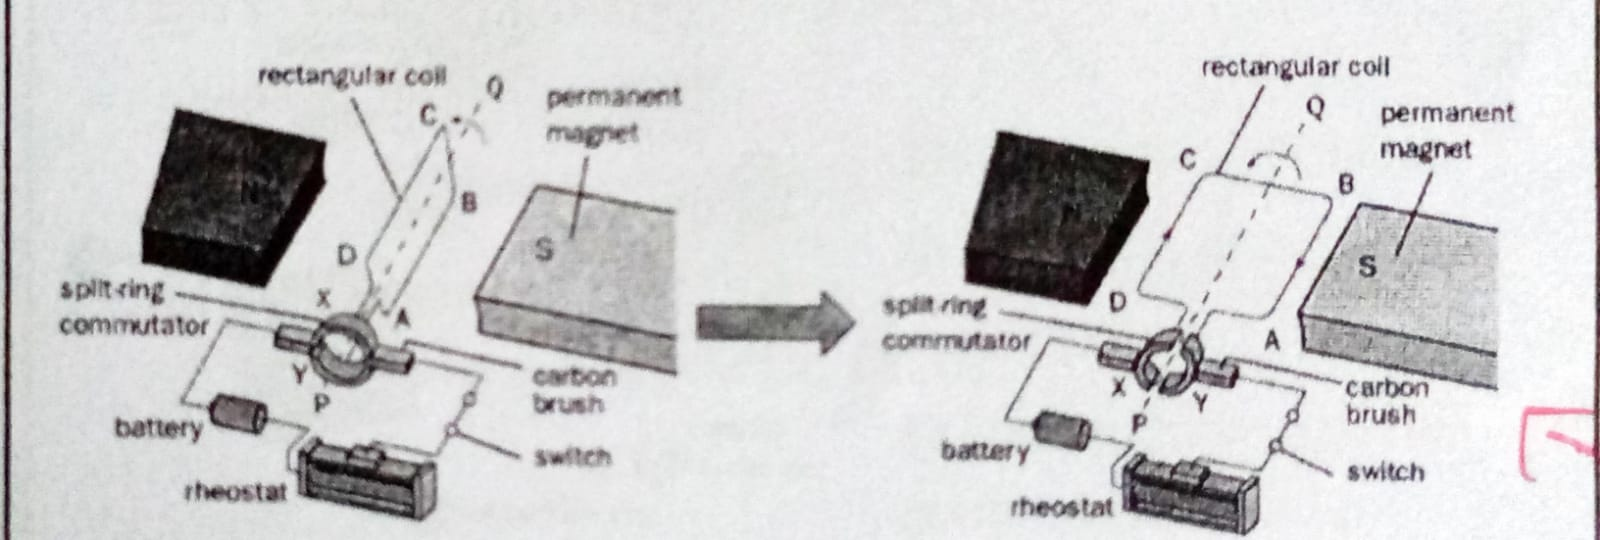 rectangular coil
Q
permanent
magnet
C
B
D
S
split-ring
commutator
X
A
Y
P
carbon
brush
battery
switch
rheostat
rectangular coil
Q
permanent
magnet
C
B
S
D
split-ring
commutator
A
X
Y
P
carbon
brush
battery
switch
rheostat